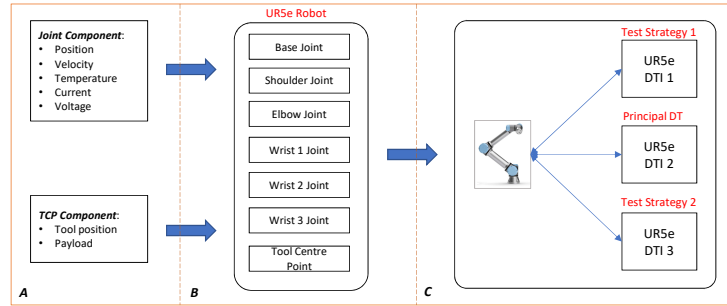 Joint Component:
• Position
• Velocity
• Temperature
• Current
• Voltage
TCP Component:
• Tool position
• Payload
A
UR5e Robot
Base Joint
Shoulder Joint
Elbow Joint
Wrist 1 Joint
Wrist 2 Joint
Wrist 3 Joint
Tool Centre
Point
B
Test Strategy 1
UR5e
DTI 1
Principal DT
UR5e
DTI 2
Test Strategy 2
UR5e
DTI 3
C